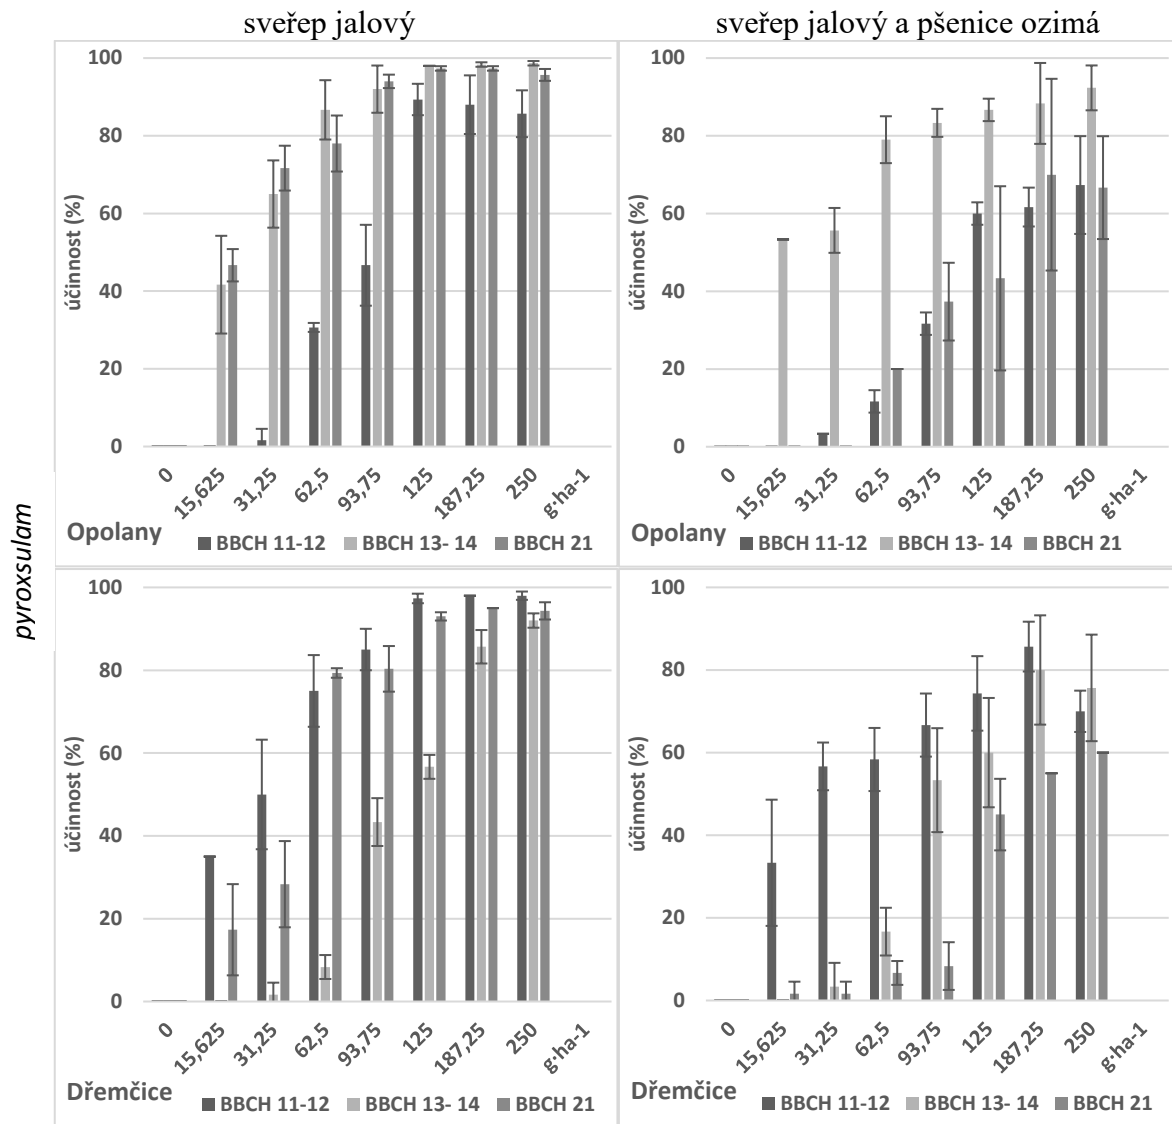 sveřep jalový
sveřep jalový a pšenice ozimá
pyroxsulam
100
80
60
40
20
0
účinnost (%)
0 15,625 31,25 62,5 93,75 125 187,25 250 g·ha-1
Opolany
BBCH 11-12 BBCH 13- 14 BBCH 21
100
80
60
40
20
0
účinnost (%)
0 15,625 31,25 62,5 93,75 125 187,25 250 g·ha-1
Opolany
BBCH 11-12 BBCH 13- 14 BBCH 21
100
80
60
40
20
0
účinnost (%)
0 15,625 31,25 62,5 93,75 125 187,25 250 g·ha-1
Dřemčice
BBCH 11-12 BBCH 13- 14 BBCH 21
100
80
60
40
20
0
účinnost (%)
0 15,625 31,25 62,5 93,75 125 187,25 250 g·ha-1
Dřemčice
BBCH 11-12 BBCH 13- 14 BBCH 21